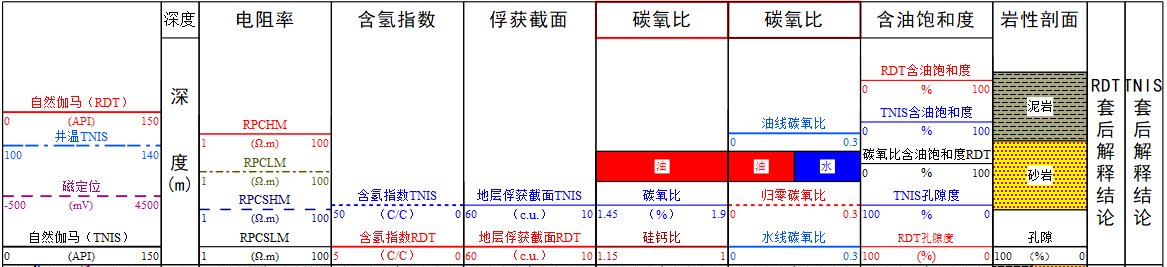 深度 电阻率 含氢指数 俘获截面 碳氧比 碳氧比 含油饱和度 岩性剖面
自然伽马（RDT）
0 (API) 150
井温TNIS
100 140
磁定位
-500 (mV) 4500
自然伽马（TNIS）
0 (API) 150
深
度
(m)
RPCHM
1 (Ω.m) 100
RPCLM
1 (Ω.m) 100
RPCSHM
1 (Ω.m) 100
RPCSLM
1 (Ω.m) 100
含氢指数TNIS
50 (C/C) 0
含氢指数RDT
5 (C/C) 0
地层俘获截面TNIS
60 (c.u.) 10
地层俘获截面RDT
60 (c.u.) 10
油
碳氧比
1.45 (%) 1.9
硅钙比
1.15 1
油线碳氧比
0 0.3
油 水
归零碳氧比
0 0.3
水线碳氧比
0 0.3
RDT含油饱和度
0 % 100
TNIS含油饱和度
0 % 100
碳氧比含油饱和度RDT
0 % 100
TNIS孔隙度
100 % 0
RDT孔隙度
100 (%) 0
泥岩
砂岩
孔隙
100 (%) 0
RDT
套
后
解
释
结
论
TNIS
套
后
解
释
结
论